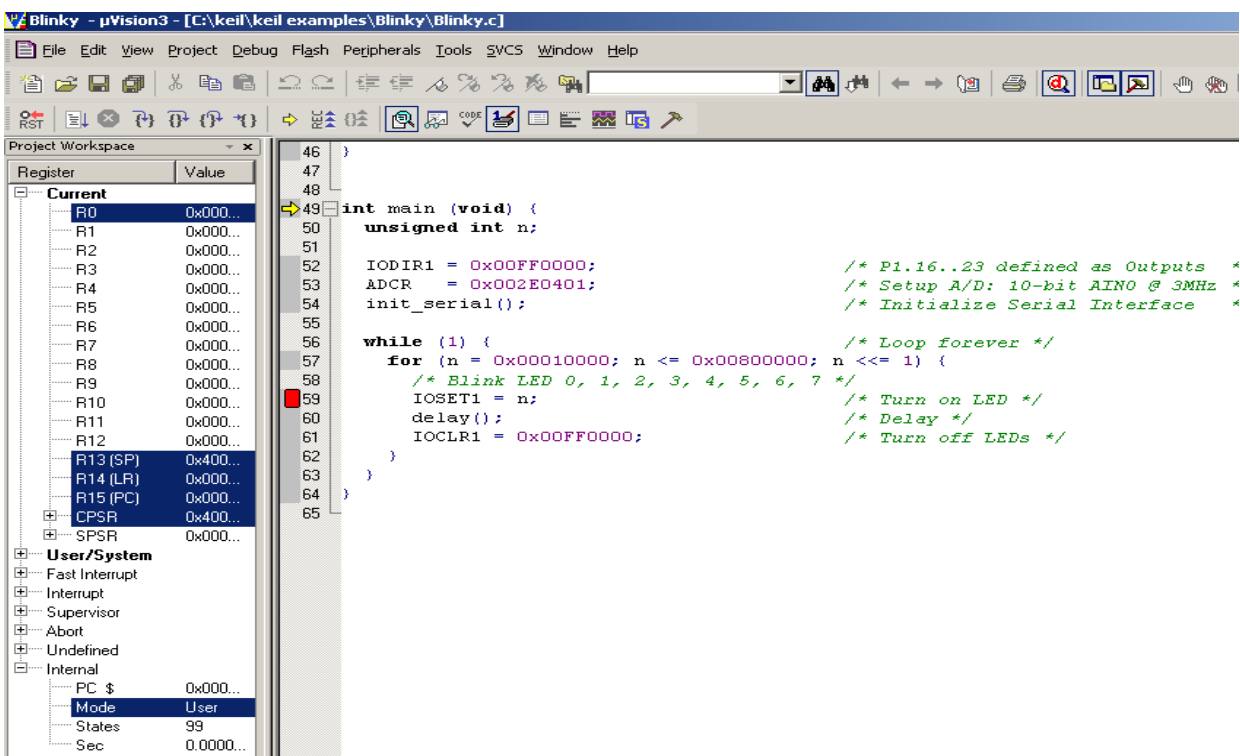 Blinky - µVision3 - [C:\keil\keil examples\Blinky\Blinky.c]
File Edit View Project Debug Flash Peripherals Tools SVCS Window Help
RST CODE
Project Workspace
Register Value
Current
R0 0x000...
R1 0x000...
R2 0x000...
R3 0x000...
R4 0x000...
R5 0x000...
R6 0x000...
R7 0x000...
R8 0x000...
R9 0x000...
R10 0x000...
R11 0x000...
R12 0x000...
R13 (SP) 0x400...
R14 (LR) 0x000...
R15 (PC) 0x000...
CPSR 0x400...
SPSR 0x000...
User/System
Fast Interrupt
Interrupt
Supervisor
Abort
Undefined
Internal
PC $ 0x000...
Mode User
States 99
Sec 0.0000...
46 }
47
48
49 int main (void) {
50 unsigned int n;
51
52 IODIR1 = 0x00FF0000; /* P1.16..23 defined as Outputs *
53 ADCR = 0x002E0401; /* Setup A/D: 10-bit AIN0 @ 3MHz *
54 init_serial(); /* Initialize Serial Interface *
55
56 while (1) { /* Loop forever */
57 for (n = 0x00010000; n <= 0x00800000; n <<= 1) {
58 /* Blink LED 0, 1, 2, 3, 4, 5, 6, 7 */
59 IOSET1 = n; /* Turn on LED */
60 delay(); /* Delay */
61 IOCLR1 = 0x00FF0000; /* Turn off LEDs */
62 }
63 }
64 }
65